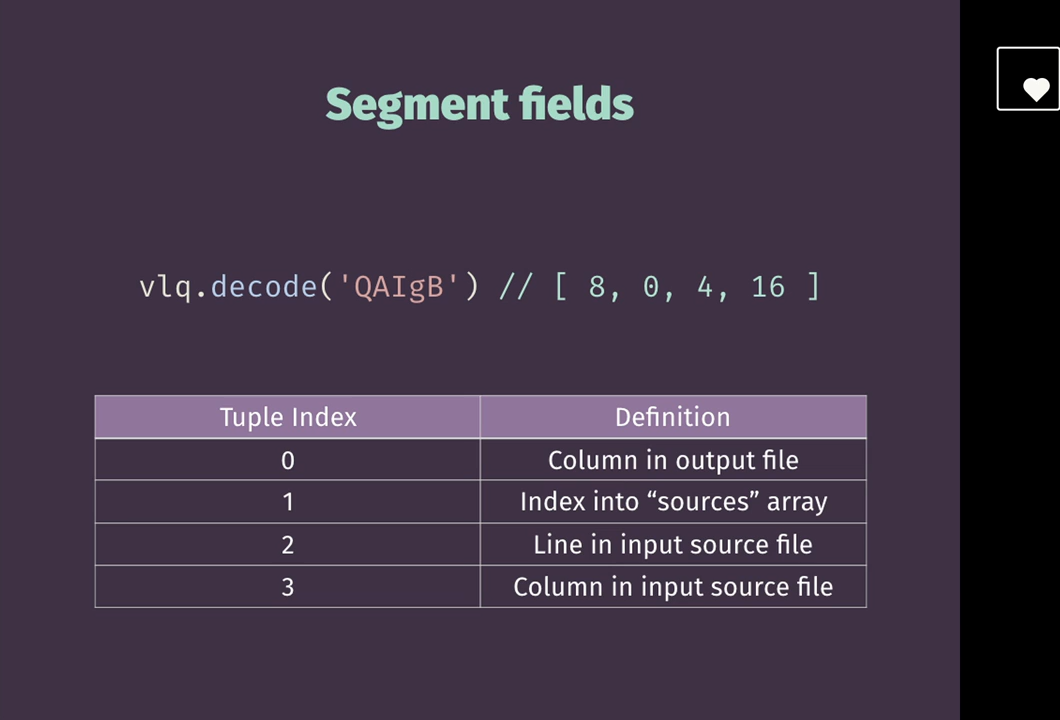 Segment fields
vlq.decode('QAIgB') // [ 8, 0, 4, 16 ]
Tuple Index Definition
0 Column in output file
1 Index into “sources” array
2 Line in input source file
3 Column in input source file